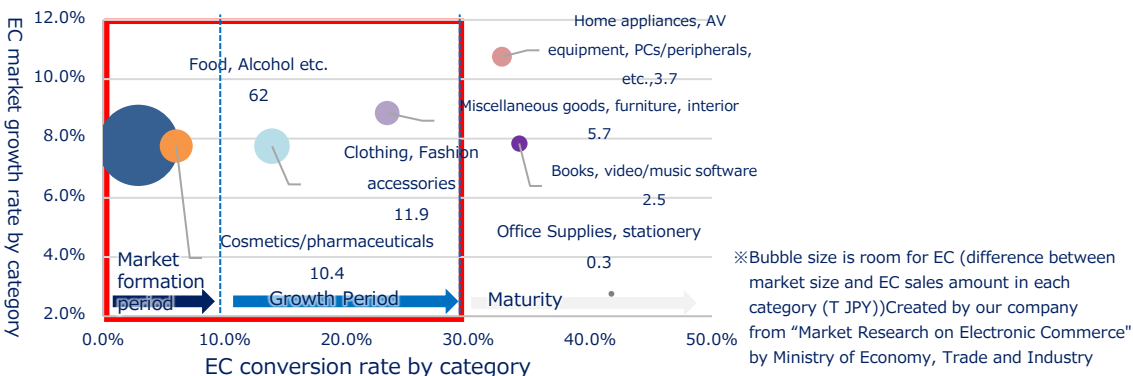 EC market growth rate by category
12.0%
10.0%
8.0%
6.0%
4.0%
2.0%
Food, Alcohol etc.
62
Home appliances, AV
equipment, PCs/peripherals,
etc.,3.7
Miscellaneous goods, furniture, interior
5.7
Clothing, Fashion
accessories
11.9
Books, video/music software
2.5
Cosmetics/pharmaceuticals
10.4
Office Supplies, stationery
0.3
Market
formation
period
Growth Period
Maturity
0.0%
10.0%
20.0%
30.0%
40.0%
50.0%
EC conversion rate by category
※Bubble size is room for EC (difference between
market size and EC sales amount in each
category (T JPY))Created by our company
from “Market Research on Electronic Commerce"
by Ministry of Economy, Trade and Industry